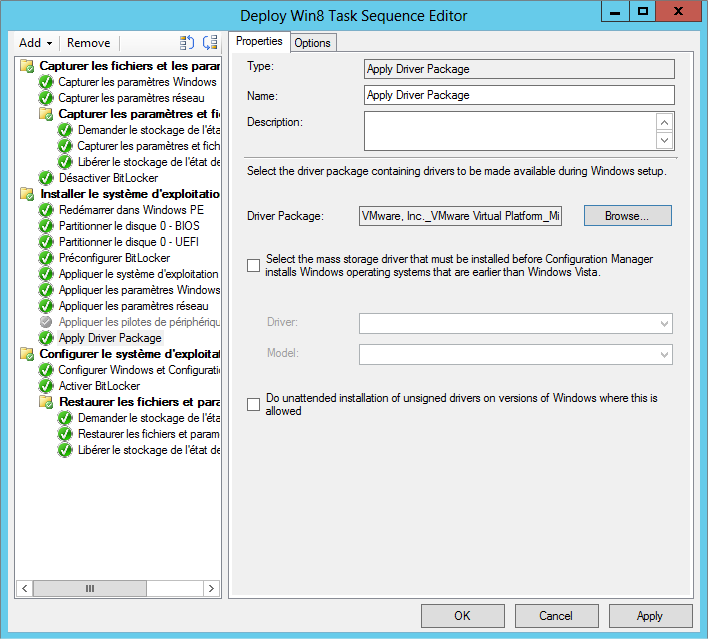 Deploy Win8 Task Sequence Editor
Add Remove
Capturer les fichiers et les para
Capturer les paramètres Windows
Capturer les paramètres réseau
Capturer les paramètres et fi
Demander le stockage de l'éta
Capturer les paramètres et fich
Libérer le stockage de l'état de
Désactiver BitLocker
Installer le système d'exploitatio
Redémarrer dans Windows PE
Partitionner le disque 0 - BIOS
Partitionner le disque 0 - UEFI
Préconfigurer BitLocker
Appliquer le système d'exploitation
Appliquer les paramètres Windows
Appliquer les paramètres réseau
Appliquer les pilotes de périphériqu
Apply Driver Package
Configurer le système d'exploitat
Configurer Windows et Configuratio
Activer BitLocker
Restaurer les fichiers et para
Demander le stockage de l'éta
Restaurer les fichiers et param
Libérer le stockage de l'état de
Properties Options
Type: Apply Driver Package
Name: Apply Driver Package
Description:
Select the driver package containing drivers to be made available during Windows setup.
Driver Package: VMware, Inc._VMware Virtual Platform_Mi Browse...
Select the mass storage driver that must be installed before Configuration Manager
installs Windows operating systems that are earlier than Windows Vista.
Driver:
Model:
Do unattended installation of unsigned drivers on versions of Windows where this is
allowed
OK Cancel Apply